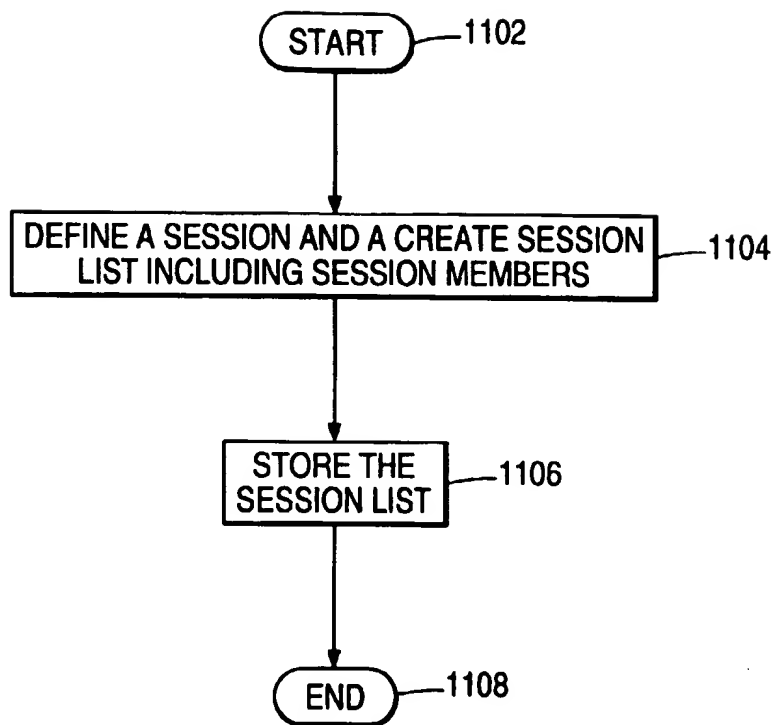 START
1102
DEFINE A SESSION AND A CREATE SESSION
LIST INCLUDING SESSION MEMBERS
1104
STORE THE
SESSION LIST
1106
END
1108